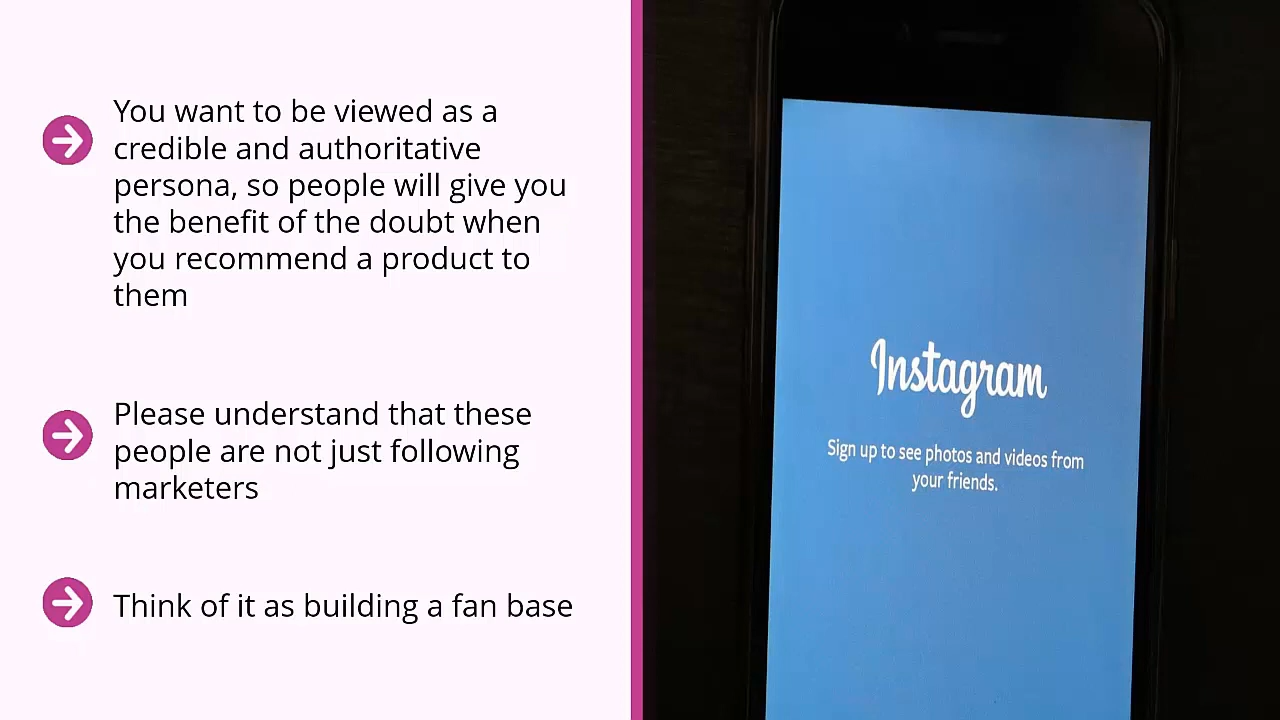 You want to be viewed as a
credible and authoritative
persona, so people will give you
the benefit of the doubt when
you recommend a product to
them
Please understand that these
people are not just following
marketers
Think of it as building a fan base
Instagram
Sign up to see photos and videos from
your friends.